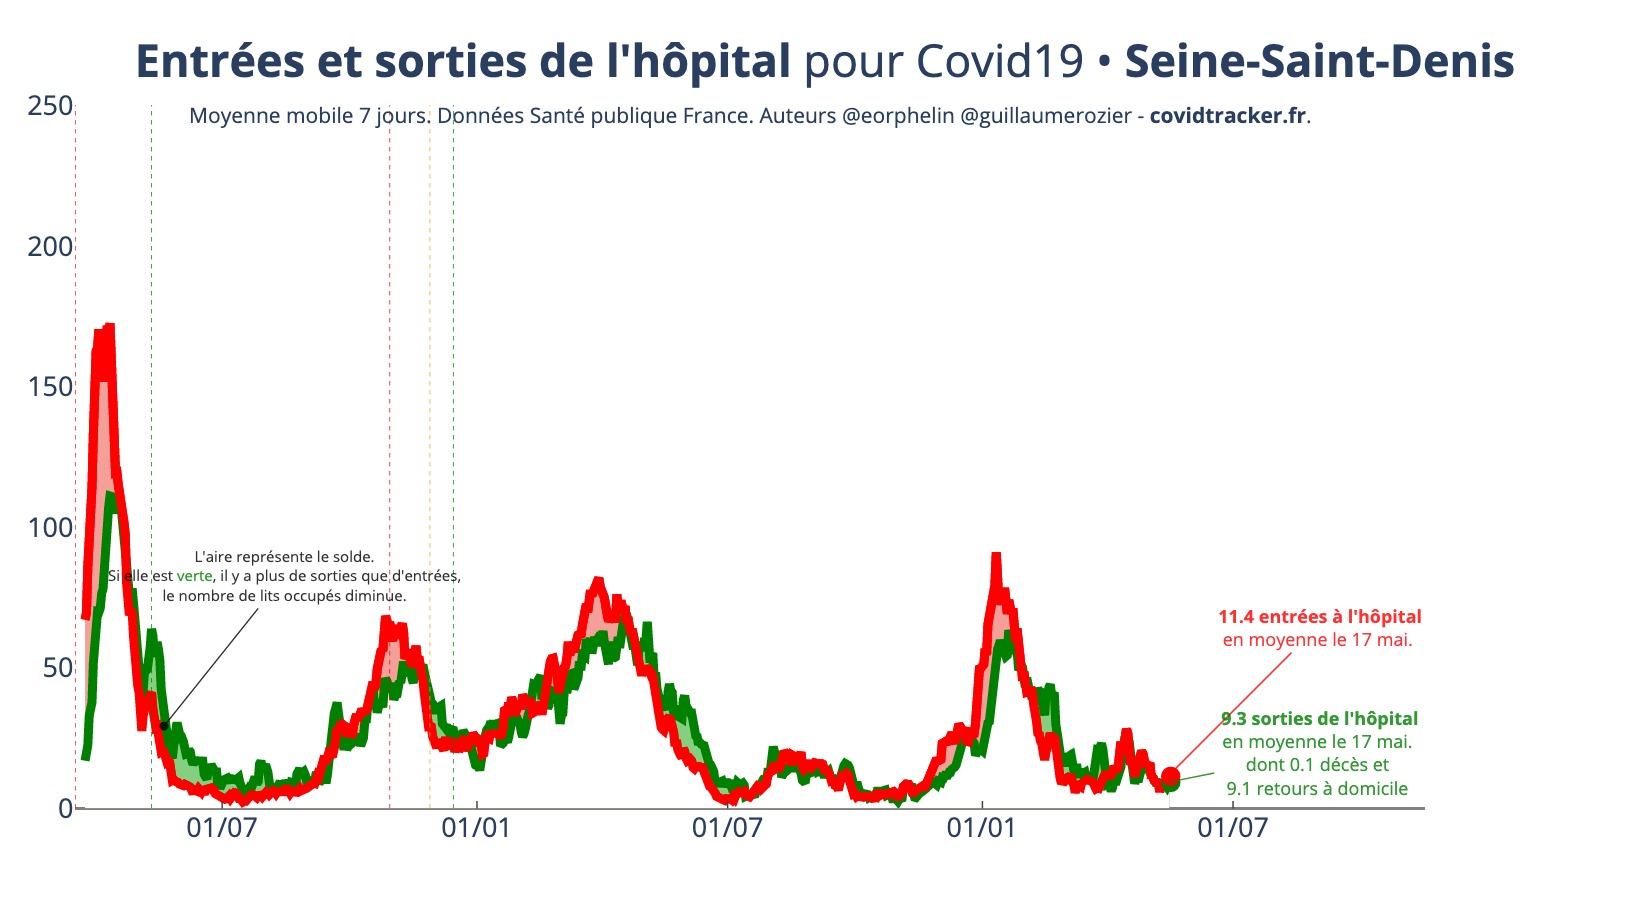 Entrées et sorties de l'hôpital pour Covid19 • Seine-Saint-Denis
Moyenne mobile 7 jours. Données Santé publique France. Auteurs @eorphelin @guillaumerozier - covidtracker.fr.
250
200
150
100
50
0
L'aire représente le solde.
Si elle est verte, il y a plus de sorties que d'entrées,
le nombre de lits occupés diminue.
11.4 entrées à l'hôpital
en moyenne le 17 mai.
9.3 sorties de l'hôpital
en moyenne le 17 mai.
dont 0.1 décès et
9.1 retours à domicile
01/07
01/01
01/07
01/01
01/07